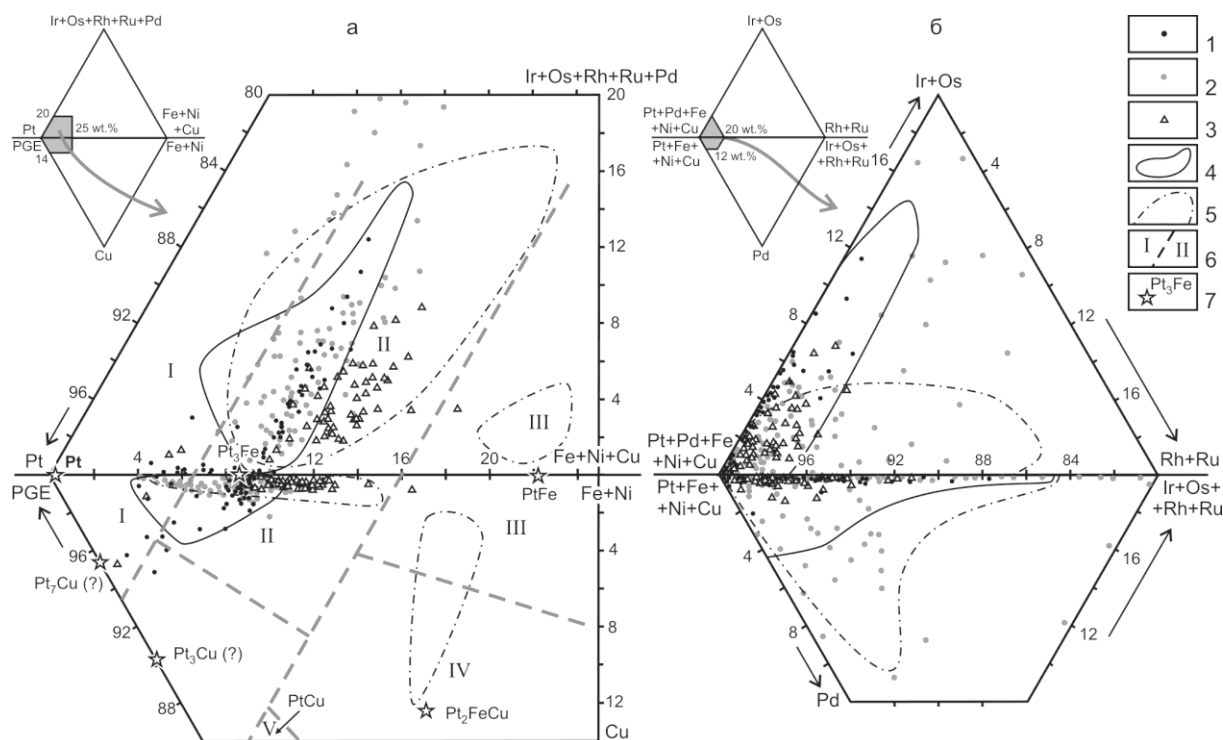 а
Ir+Os+Rh+Ru+Pd
20
Pt
PGE
14
25 wt.%
Fe+Ni
+Cu
Fe+Ni
Cu
Ir+Os+Rh+Ru+Pd
80
20
84
16
88
12
92
8
96
4
I
II
III
Pt
Pt
PGE
4
Pt₃Fe
12
20
Fe+Ni+Cu
PtFe
Fe+Ni
I
II
III
96
4
Pt₇Cu (?)
92
8
Pt₃Cu (?)
IV
88
12
PtCu
V
Pt₂FeCu
Cu
б
Ir+Os
Pt+Pd+Fe
+Ni+Cu
Pt+Fe+
+Ni+Cu
20 wt.%
12 wt.%
Rh+Ru
Ir+Os+
+Rh+Ru
Pd
Ir+Os
16
4
12
8
8
12
4
16
Pt+Pd+Fe
+Ni+Cu
96
92
88
84
Rh+Ru
Pt+Fe+
+Ni+Cu
Ir+Os+
+Rh+Ru
4
16
8
12
Pd
1
2
3
4
5
I II
6
Pt₃Fe
7